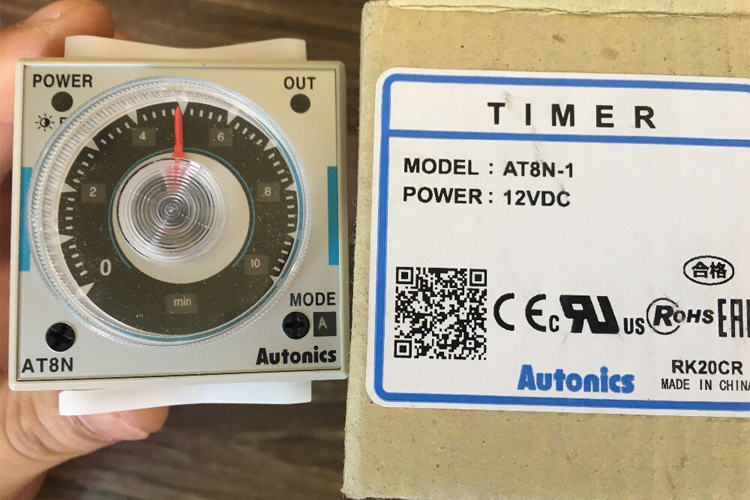 POWER
OUT
4
.6
2
.8
0
10
min
MODE
A
AT8N
Autonics
TIMER
MODEL : AT8N-1
POWER : 12VDC
合格
CE c UR US RoHS EAC
Autonics
RK20CR
MADE IN CHINA